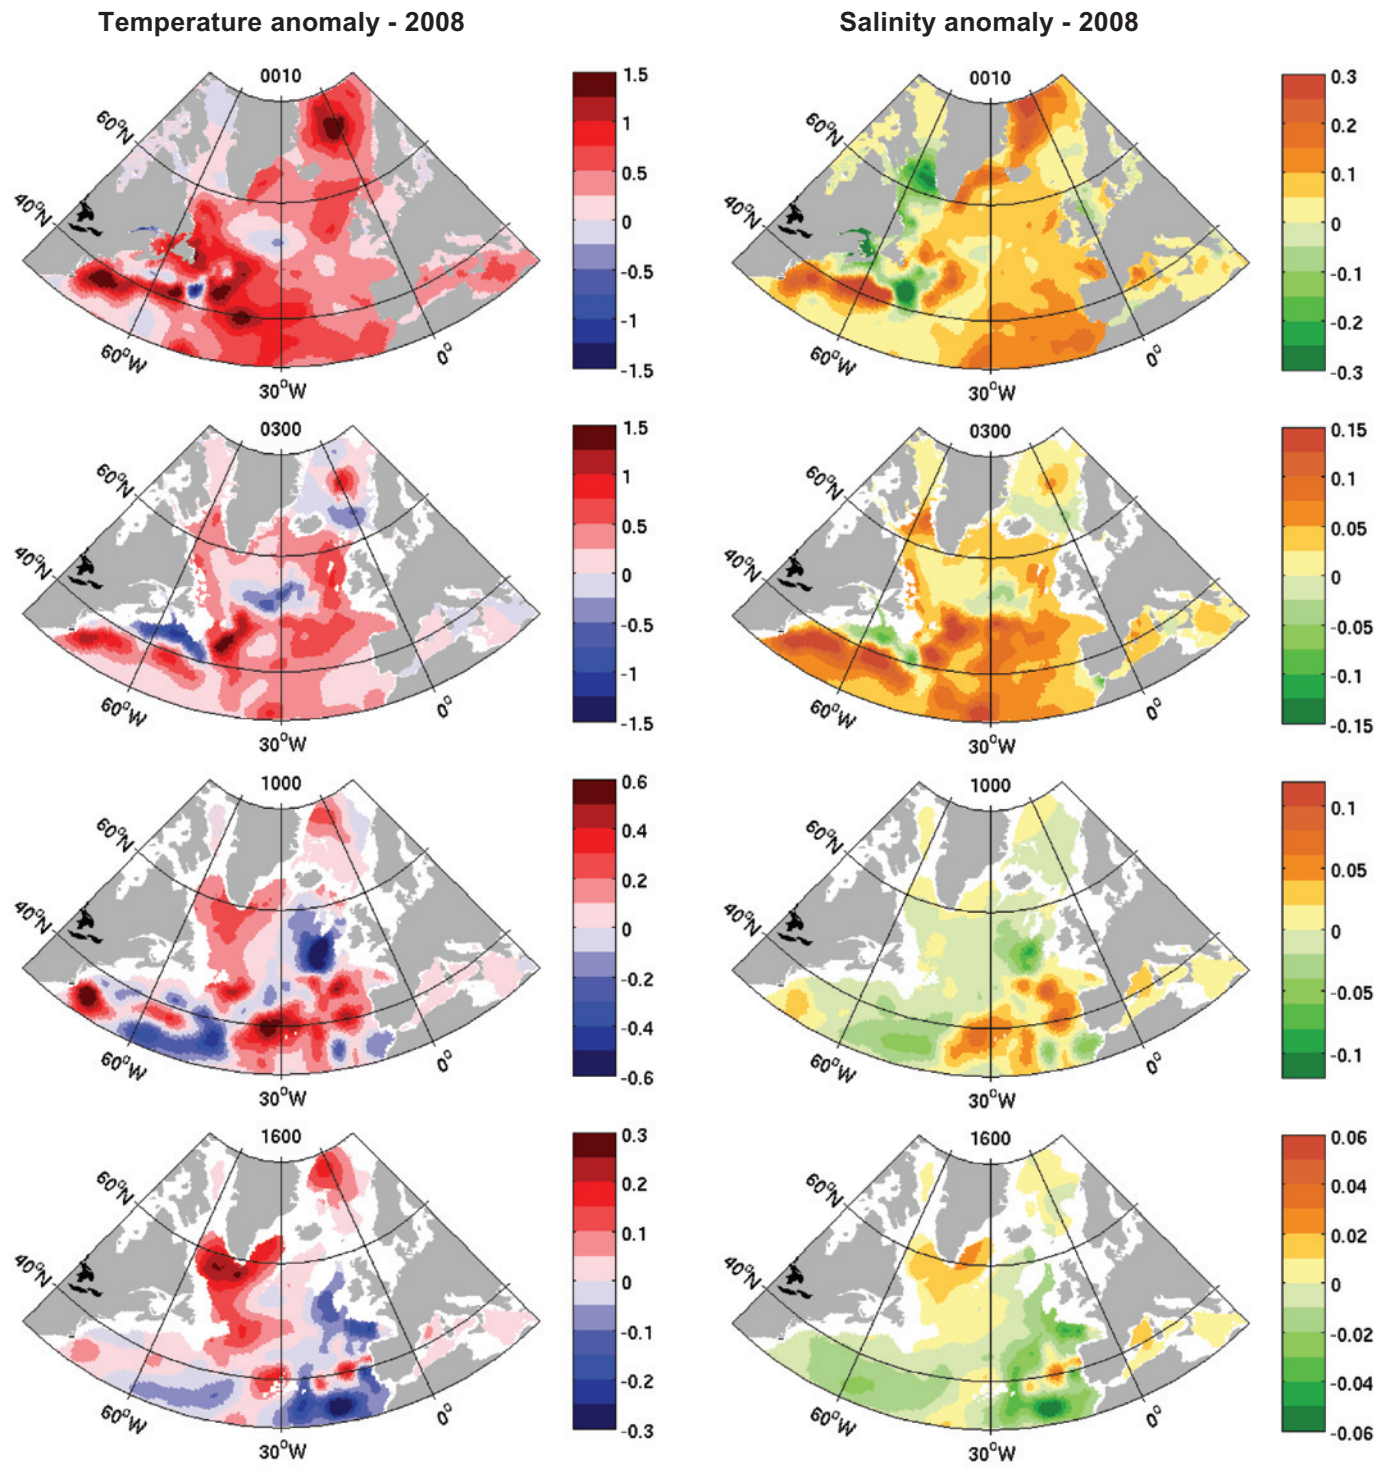 Temperature anomaly - 2008
Salinity anomaly - 2008
0010
60°N
40°N
60°W
30°W
0°
1.5
1
0.5
0
-0.5
-1
-1.5
0010
60°N
40°N
60°W
30°W
0°
0.3
0.2
0.1
0
-0.1
-0.2
-0.3
0300
60°N
40°N
60°W
30°W
0°
1.5
1
0.5
0
-0.5
-1
-1.5
0300
60°N
40°N
60°W
30°W
0°
0.15
0.1
0.05
0
-0.05
-0.1
-0.15
1000
60°N
40°N
60°W
30°W
0°
0.6
0.4
0.2
0
-0.2
-0.4
-0.6
1000
60°N
40°N
60°W
30°W
0°
0.1
0.05
0
-0.05
-0.1
1600
60°N
40°N
60°W
30°W
0°
0.3
0.2
0.1
0
-0.1
-0.2
-0.3
1600
60°N
40°N
60°W
30°W
0°
0.06
0.04
0.02
0
-0.02
-0.04
-0.06